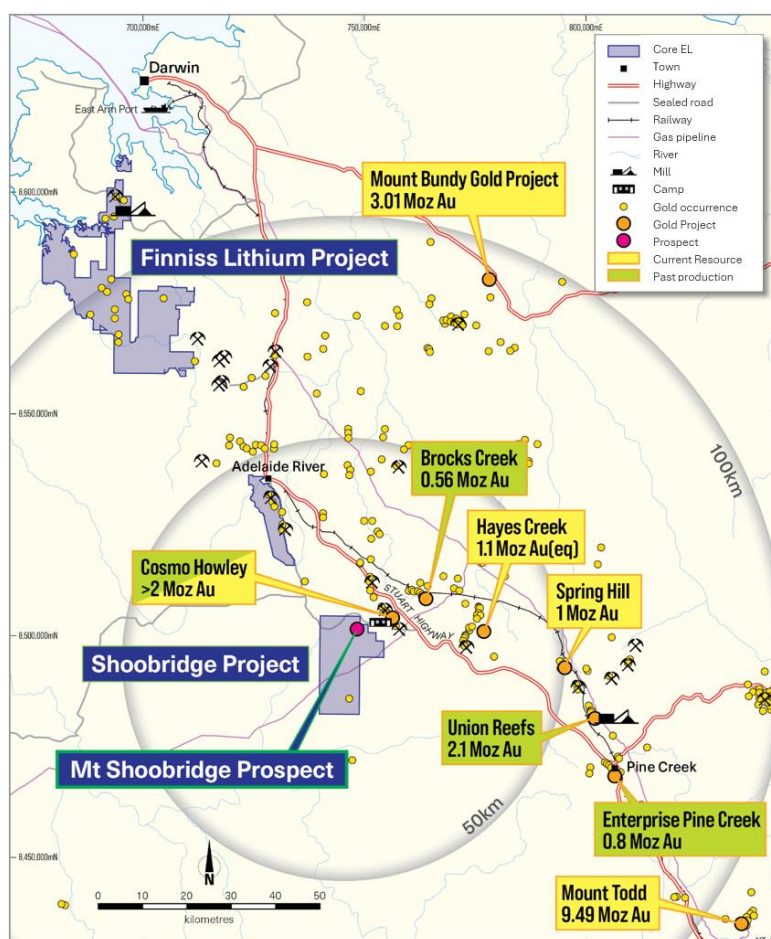 700,000mE
750,000mE
800,000mE
Darwin
East Arm Port
8,600,000mN
Core EL
Town
Highway
Sealed road
Railway
Gas pipeline
River
Mill
Camp
Gold occurrence
Gold Project
Prospect
Current Resource
Past production
Mount Bundy Gold Project
3.01 Moz Au
Finniss Lithium Project
8,550,000mN
100km
Adelaide River
Brocks Creek
0.56 Moz Au
Hayes Creek
1.1 Moz Au(eq)
Cosmo Howley
>2 Moz Au
STUART HIGHWAY
Spring Hill
1 Moz Au
8,500,000mN
Shoobridge Project
Union Reefs
2.1 Moz Au
Mt Shoobridge Prospect
Pine Creek
50km
Enterprise Pine Creek
0.8 Moz Au
8,450,000mN
N
0 10 20 30 40 50
kilometres
Mount Todd
9.49 Moz Au